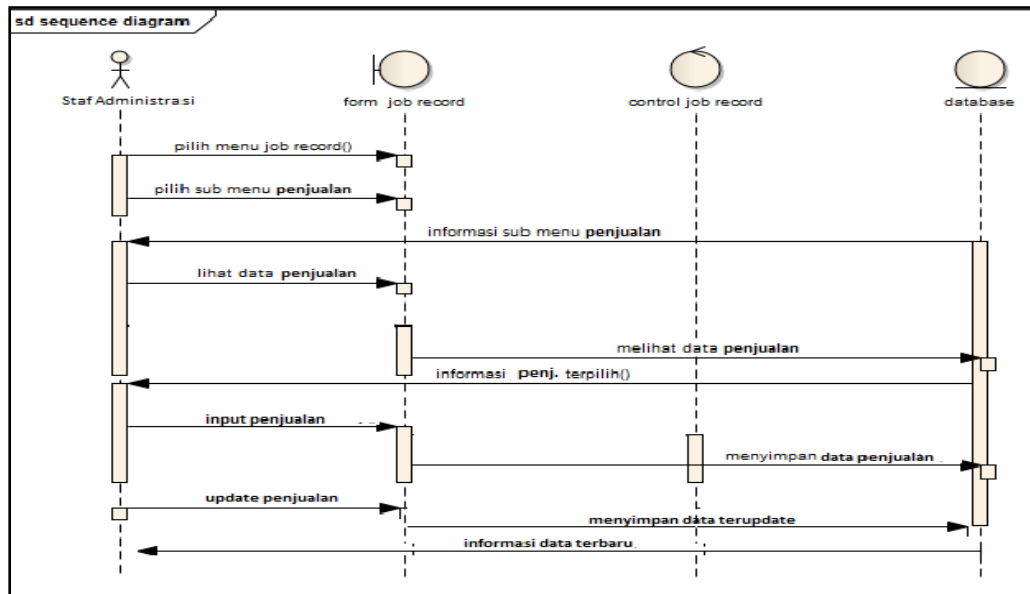 sd sequence diagram
Staf Administrasi
form job record
control job record
database
pilih menu job record()
pilih sub menu penjualan
informasi sub menu penjualan
lihat data penjualan
melihat data penjualan
informasi penj. terpilih()
input penjualan
menyimpan data penjualan
update penjualan
menyimpan data terupdate
informasi data terbaru